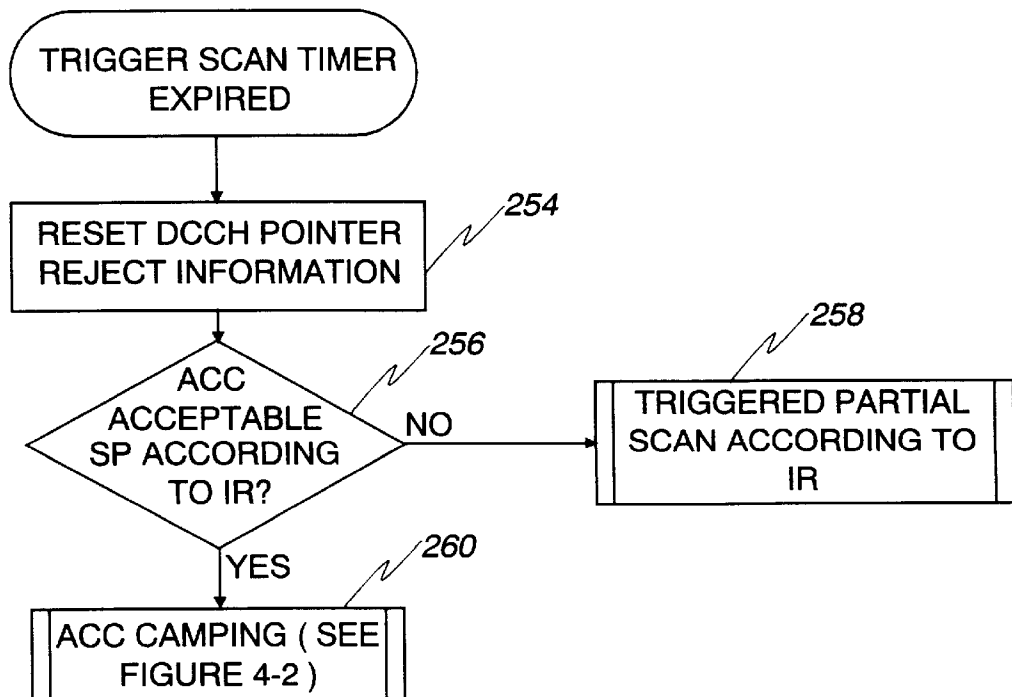 TRIGGER SCAN TIMER
EXPIRED
254
RESET DCCH POINTER
REJECT INFORMATION
256
ACC
ACCEPTABLE
SP ACCORDING
TO IR?
NO
258
TRIGGERED PARTIAL
SCAN ACCORDING TO
IR
YES
260
ACC CAMPING ( SEE
FIGURE 4-2 )